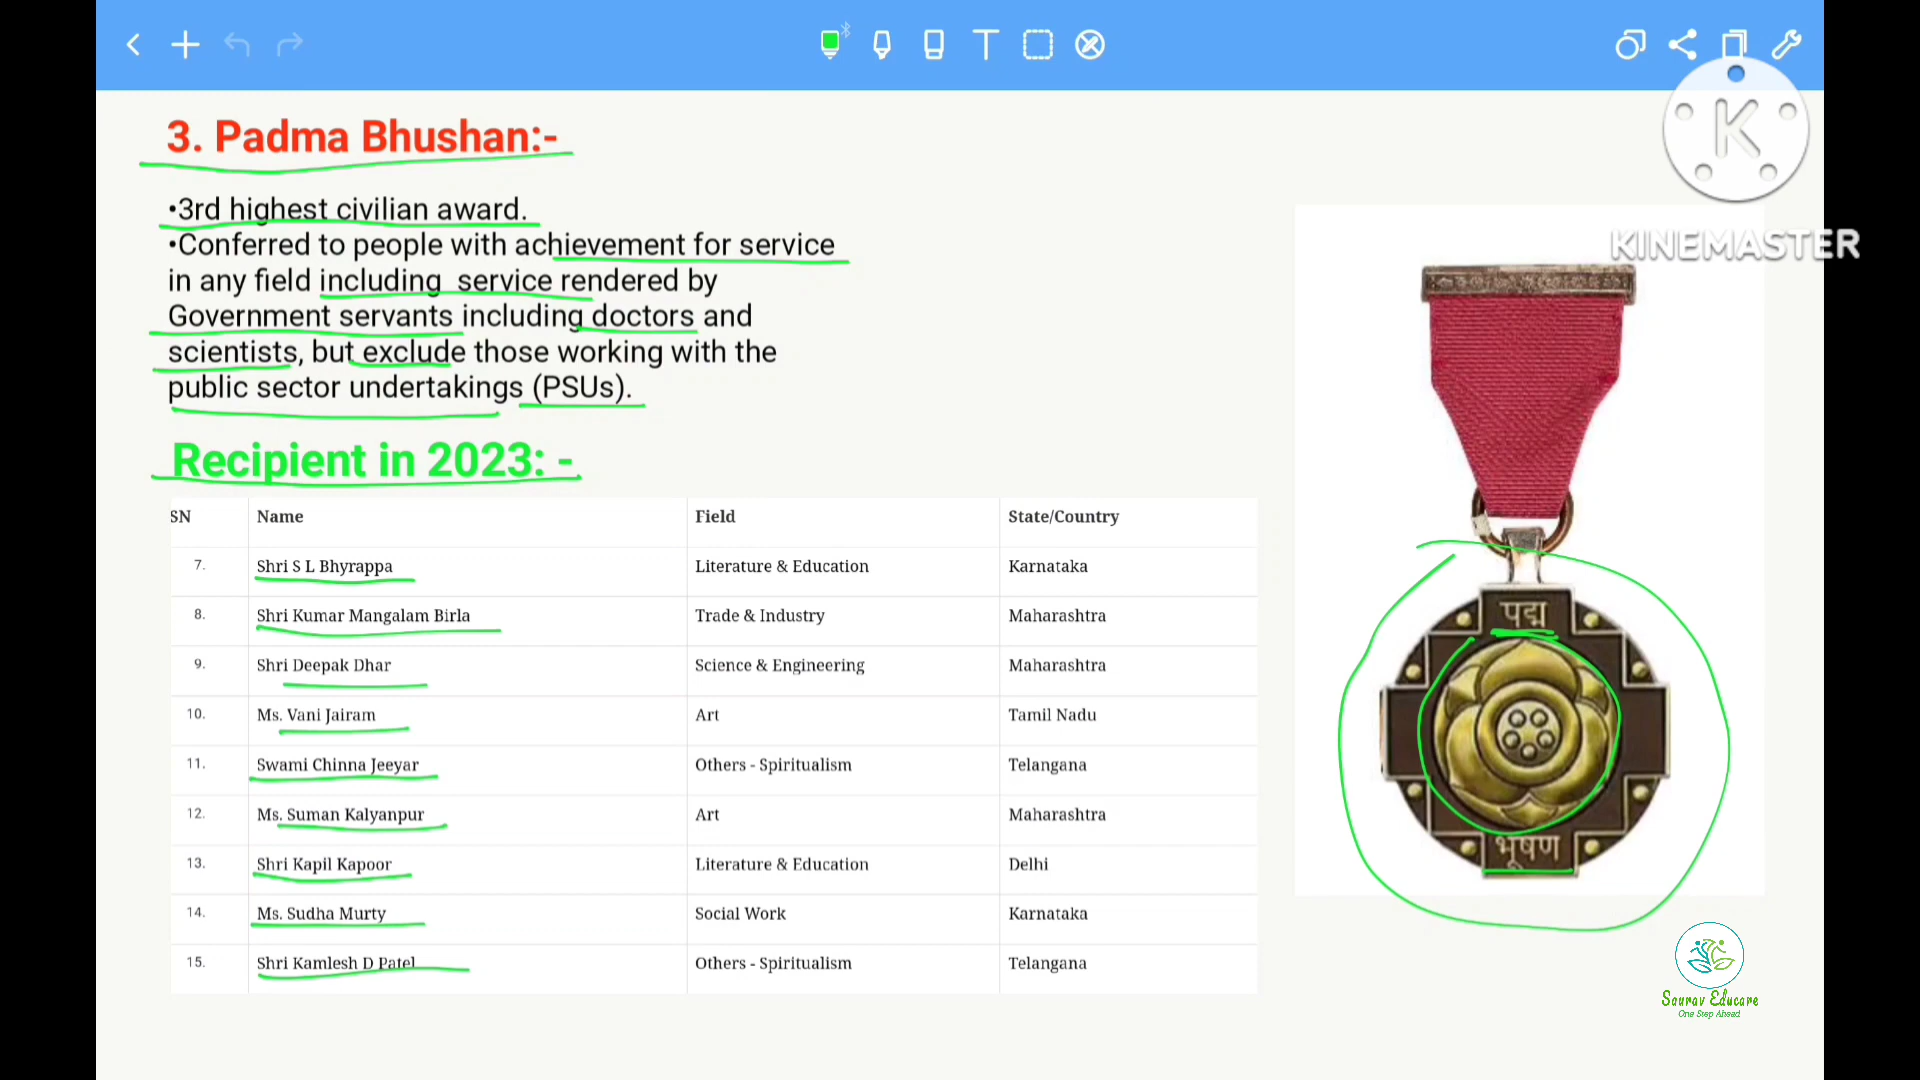 3. Padma Bhushan:-
•3rd highest civilian award.
•Conferred to people with achievement for service
in any field including service rendered by
Government servants including doctors and
scientists, but exclude those working with the
public sector undertakings (PSUs).
Recipient in 2023: -
SN Name Field State/Country
7. Shri S L Bhyrappa Literature & Education Karnataka
8. Shri Kumar Mangalam Birla Trade & Industry Maharashtra
9. Shri Deepak Dhar Science & Engineering Maharashtra
10. Ms. Vani Jairam Art Tamil Nadu
11. Swami Chinna Jeeyar Others - Spiritualism Telangana
12. Ms. Suman Kalyanpur Art Maharashtra
13. Shri Kapil Kapoor Literature & Education Delhi
14. Ms. Sudha Murty Social Work Karnataka
15. Shri Kamlesh D Patel Others - Spiritualism Telangana
K
KINEMASTER
पद्म
भूषण
Saurav Educare
One Step Ahead